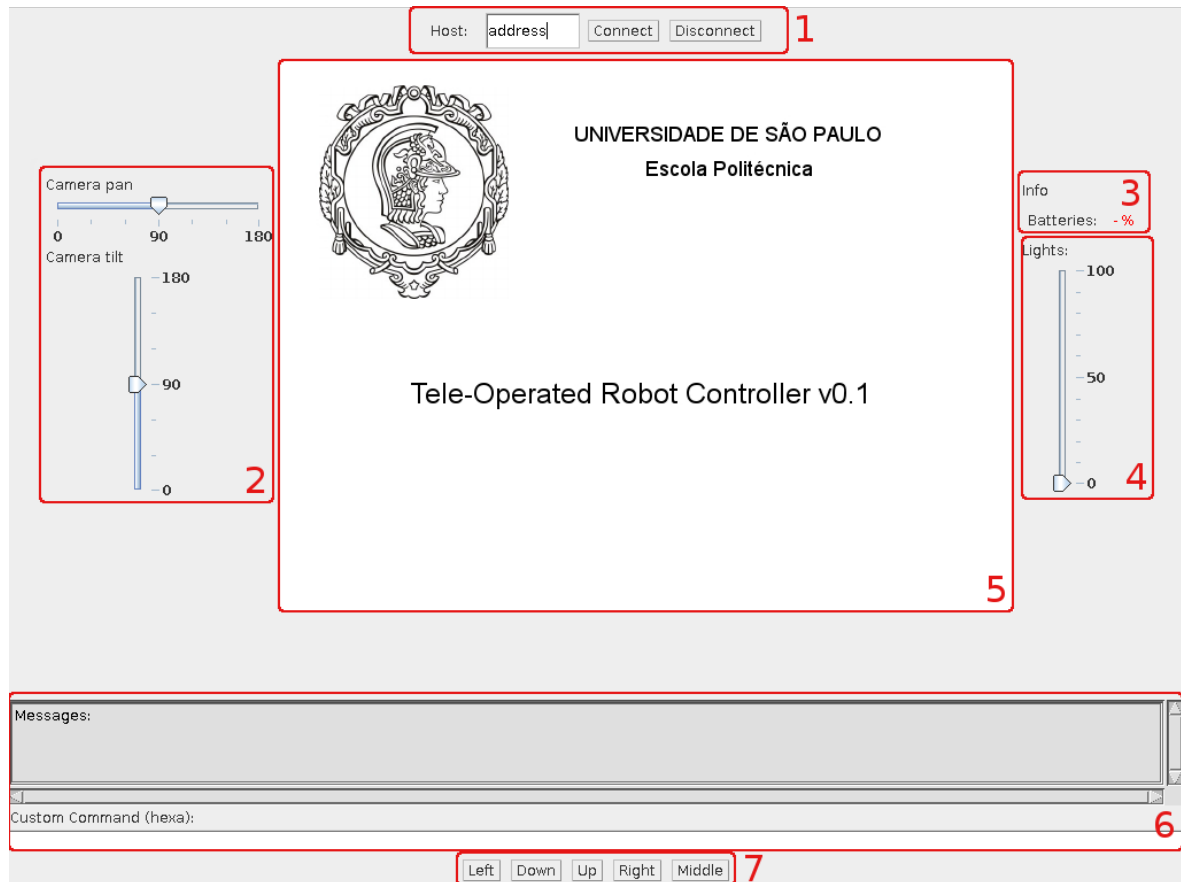 Host: address Connect Disconnect 1
UNIVERSIDADE DE SÃO PAULO
Escola Politécnica
Camera pan
0 90 180
Camera tilt
180
90
0
2
Info 3
Batteries: -%
Lights:
100
50
0
4
Tele-Operated Robot Controller v0.1
5
Messages:
Custom Command (hexa):
6
Left Down Up Right Middle 7